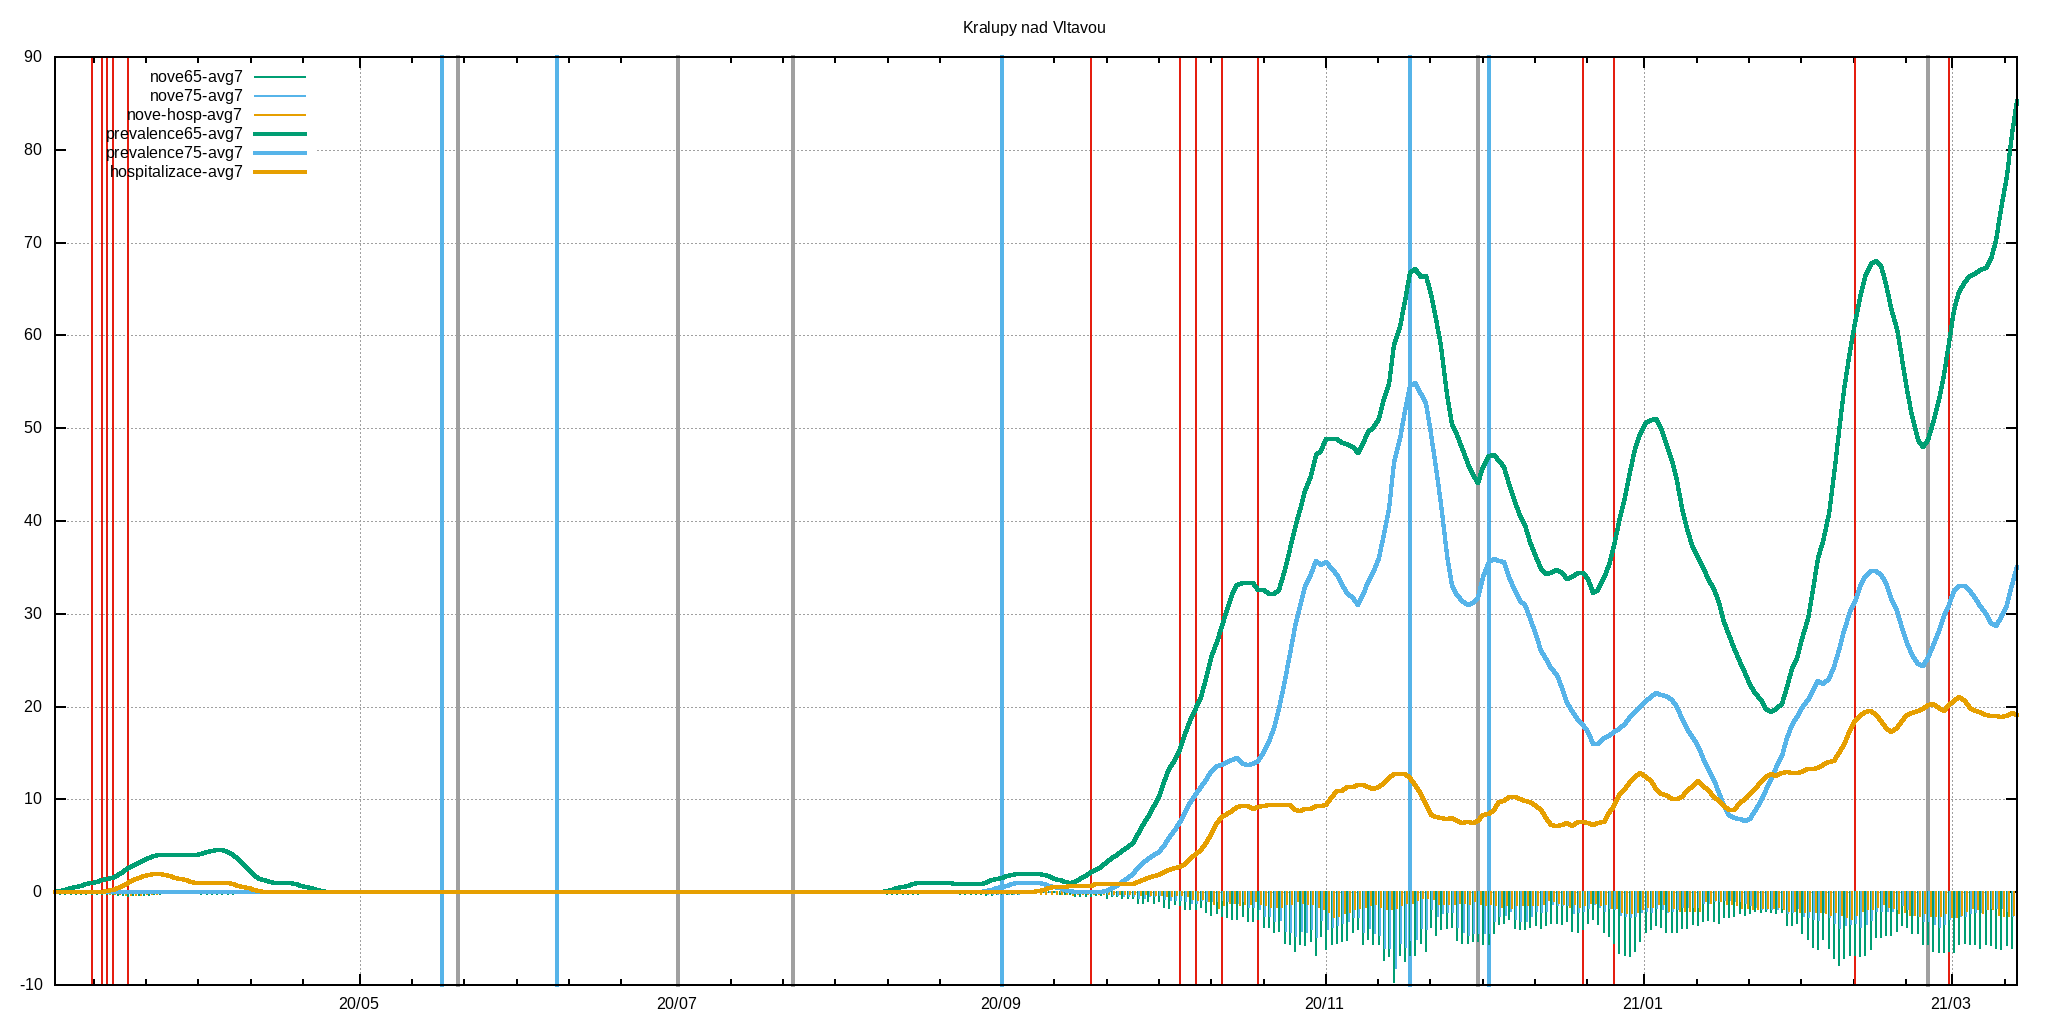 Kralupy nad Vltavou
90
80
70
60
50
40
30
20
10
0
-10
nove65-avg7
nove75-avg7
nove-hosp-avg7
prevalence65-avg7
prevalence75-avg7
hospitalizace-avg7
20/05
20/07
20/09
20/11
21/01
21/03